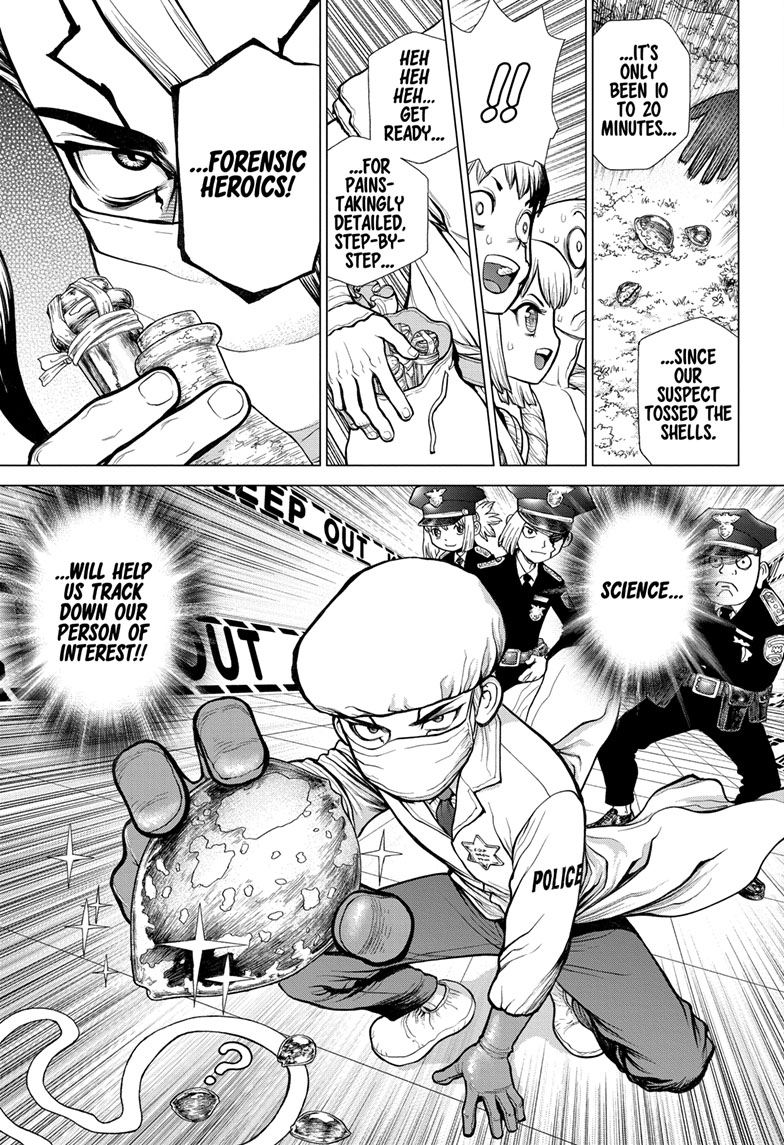 ...IT'S
ONLY
BEEN 10
TO 20
MINUTES...
...SINCE
OUR
SUSPECT
TOSSED THE
SHELLS.
!!
HEH
HEH
HEH...
GET
READY...
...FOR
PAINS-
TAKINGLY
DETAILED,
STEP-BY-
STEP...
...FORENSIC
HEROICS!
SCIENCE...
...WILL HELP
US TRACK
DOWN OUR
PERSON OF
INTEREST!!
KEEP OUT
OUT
POLICE
?